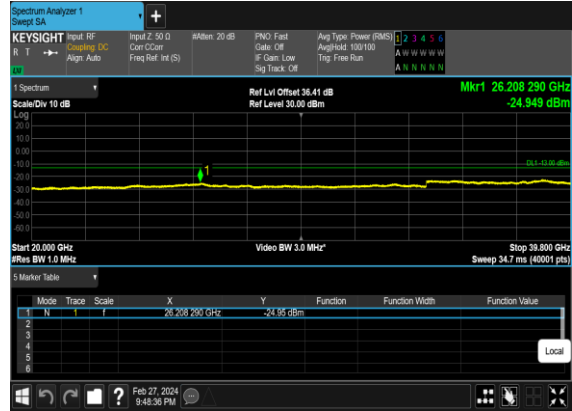 Spectrum Analyzer 1
Swept SA
+
KEYSIGHT Input: RF
R T Coupling: DC
Align: Auto
LW
Input Z: 50 Ω
Corr CCorr
Freq Ref: Int (S)
#Atten: 20 dB
PNO: Fast
Gate: Off
IF Gain: Low
Sig Track: Off
Avg Type: Power (RMS)
Avg|Hold: 100/100
Trig: Free Run
1 2 3 4 5 6
A W W W W W
A N N N N N
1 Spectrum
Scale/Div 10 dB
Ref Lvl Offset 36.41 dB
Ref Level 30.00 dBm
Mkr1 26.208 290 GHz
-24.949 dBm
Log
20.0
10.0
0.00
-10.0
-20.0
-30.0
-40.0
-50.0
-60.0
1
DL1 -13.00 dBm
Start 20.000 GHz
#Res BW 1.0 MHz
Video BW 3.0 MHz*
Stop 39.800 GHz
Sweep 34.7 ms (40001 pts)
5 Marker Table
Mode Trace Scale X Y Function Function Width Function Value
1 N 1 f 26.208 290 GHz -24.95 dBm
2
3
4
5
6
Local
? Feb 27, 2024
9:48:36 PM